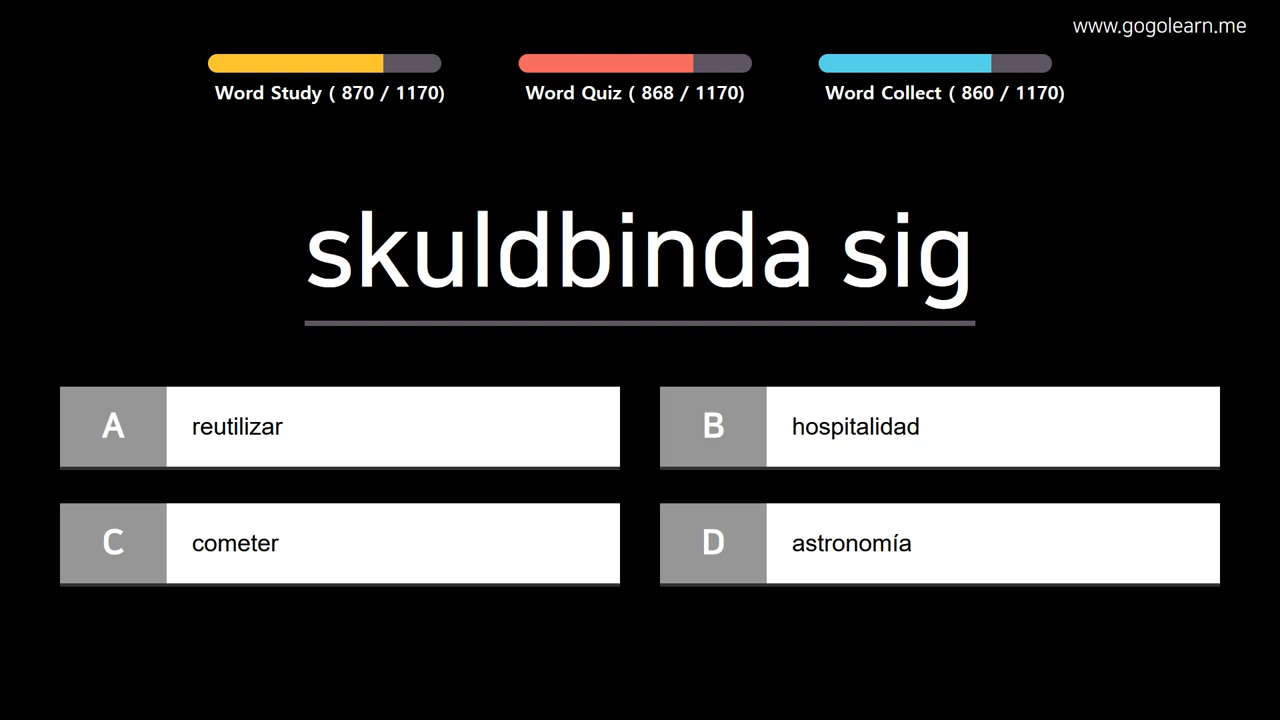 www.gogolearn.me
Word Study ( 870 / 1170)
Word Quiz ( 868 / 1170)
Word Collect ( 860 / 1170)
skuldbinda sig
A reutilizar
B hospitalidad
C cometer
D astronomía